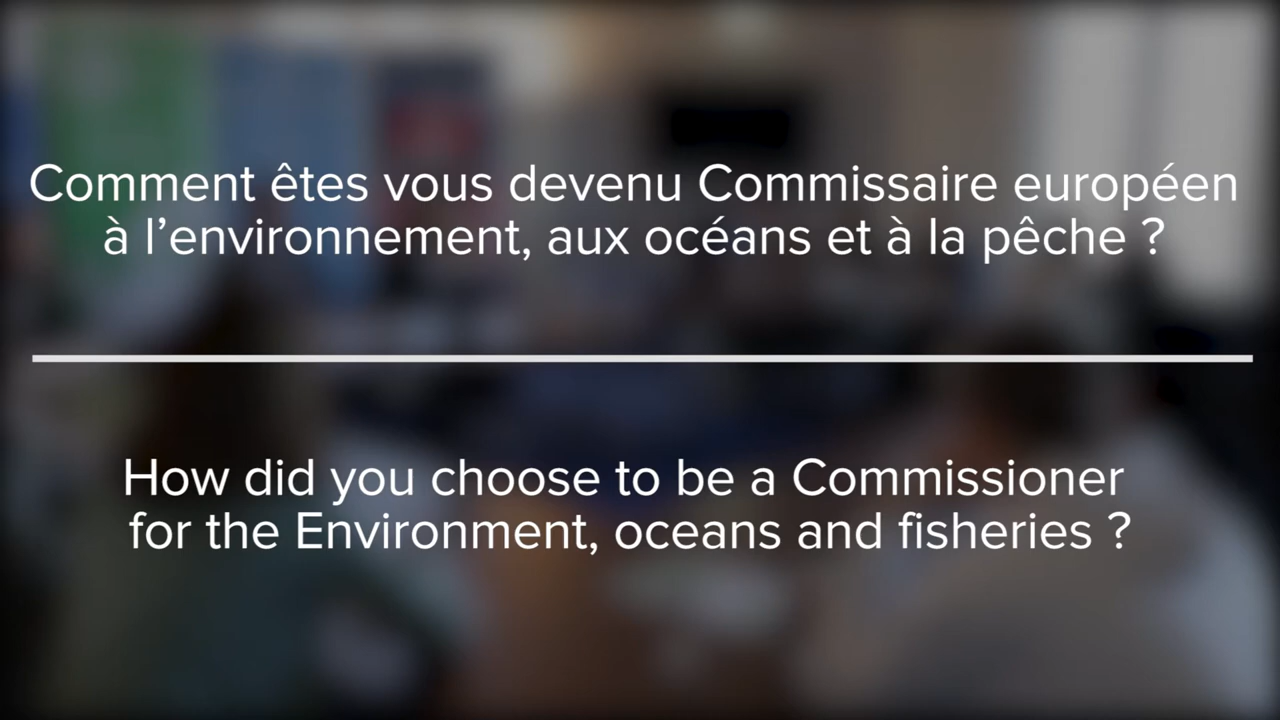 Comment êtes vous devenu Commissaire européen
à l’environnement, aux océans et à la pêche ?
How did you choose to be a Commissioner
for the Environment, oceans and fisheries ?